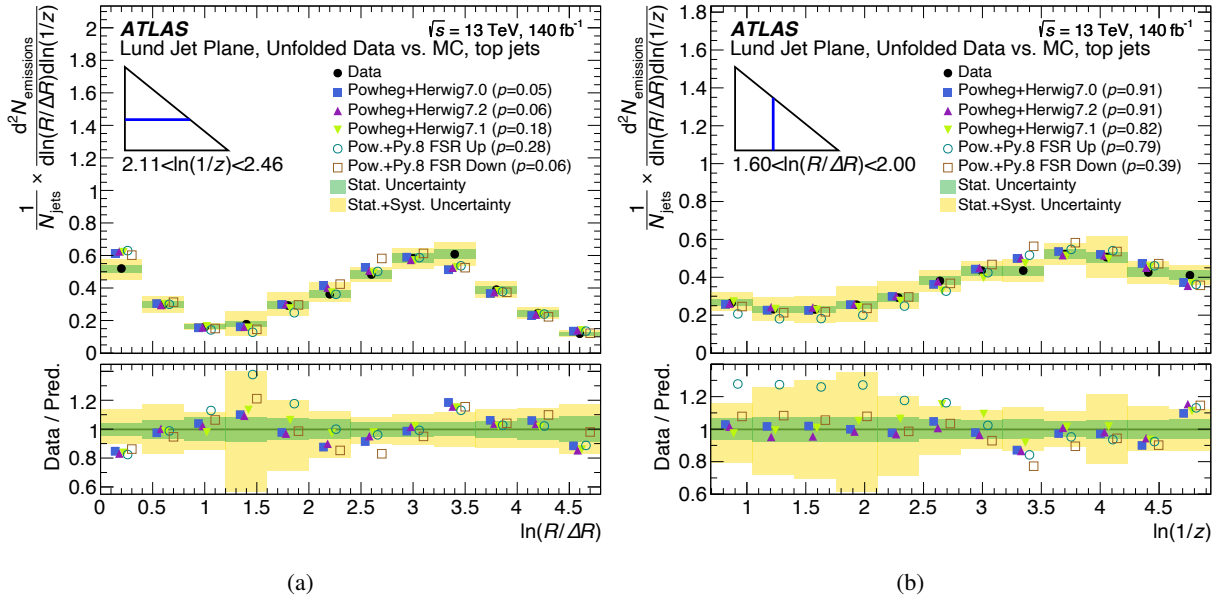 ATLAS
√s = 13 TeV, 140 fb⁻¹
Lund Jet Plane, Unfolded Data vs. MC, top jets
Data
Powheg+Herwig7.0 (p=0.05)
Powheg+Herwig7.2 (p=0.06)
Powheg+Herwig7.1 (p=0.18)
Pow.+Py.8 FSR Up (p=0.28)
Pow.+Py.8 FSR Down (p=0.06)
Stat. Uncertainty
Stat.+Syst. Uncertainty
2.11<ln(1/z)<2.46
1/N_jets × d²N_emissions/dln(R/ΔR)dln(1/z)
2
1.8
1.6
1.4
1.2
1
0.8
0.6
0.4
0.2
0
Data / Pred.
1.4
1.2
1
0.8
0.6
0 0.5 1 1.5 2 2.5 3 3.5 4 4.5
ln(R/ΔR)
(a)
ATLAS
√s = 13 TeV, 140 fb⁻¹
Lund Jet Plane, Unfolded Data vs. MC, top jets
Data
Powheg+Herwig7.0 (p=0.91)
Powheg+Herwig7.2 (p=0.91)
Powheg+Herwig7.1 (p=0.82)
Pow.+Py.8 FSR Up (p=0.79)
Pow.+Py.8 FSR Down (p=0.39)
Stat. Uncertainty
Stat.+Syst. Uncertainty
1.60<ln(R/ΔR)<2.00
1/N_jets × d²N_emissions/dln(R/ΔR)dln(1/z)
1.8
1.6
1.4
1.2
1
0.8
0.6
0.4
0.2
0
Data / Pred.
1.4
1.2
1
0.8
0.6
1 1.5 2 2.5 3 3.5 4 4.5
ln(1/z)
(b)